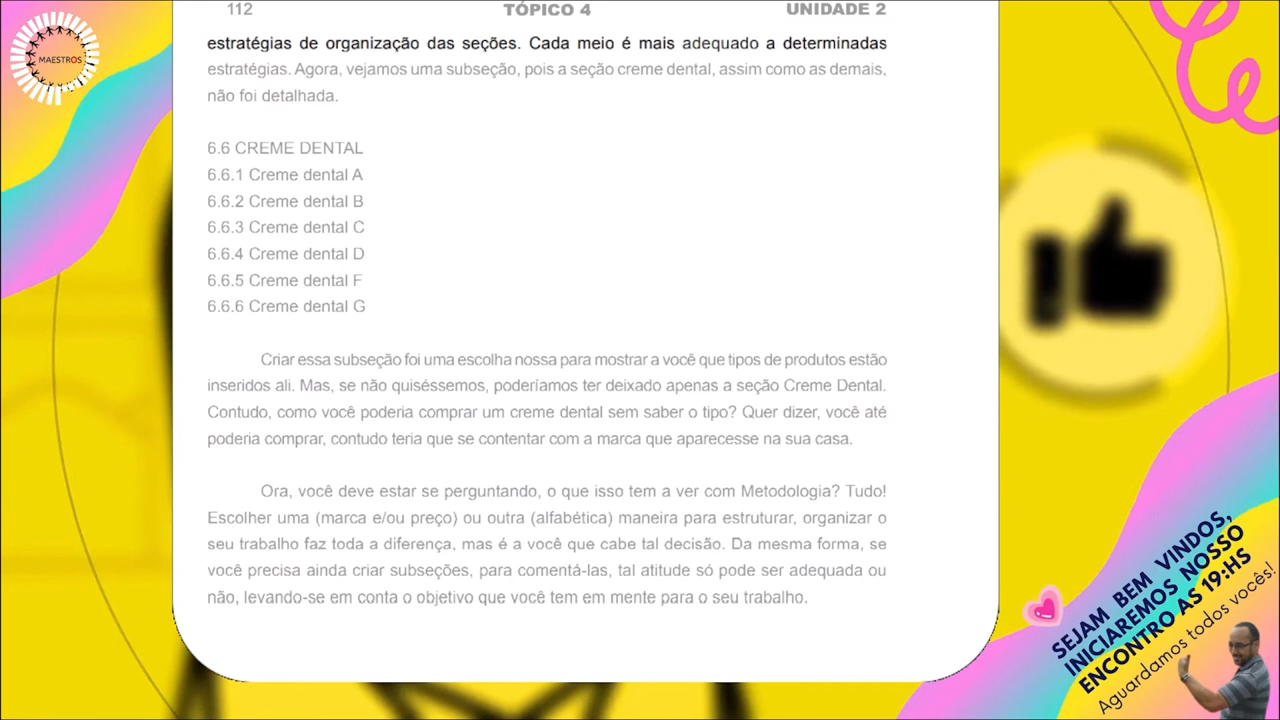 112 TÓPICO 4 UNIDADE 2
estratégias de organização das seções. Cada meio é mais adequado a determinadas
estratégias. Agora, vejamos uma subseção, pois a seção creme dental, assim como as demais,
não foi detalhada.
6.6 CREME DENTAL
6.6.1 Creme dental A
6.6.2 Creme dental B
6.6.3 Creme dental C
6.6.4 Creme dental D
6.6.5 Creme dental F
6.6.6 Creme dental G
Criar essa subseção foi uma escolha nossa para mostrar a você que tipos de produtos estão
inseridos ali. Mas, se não quiséssemos, poderíamos ter deixado apenas a seção Creme Dental.
Contudo, como você poderia comprar um creme dental sem saber o tipo? Quer dizer, você até
poderia comprar, contudo teria que se contentar com a marca que aparecesse na sua casa.
Ora, você deve estar se perguntando, o que isso tem a ver com Metodologia? Tudo!
Escolher uma (marca e/ou preço) ou outra (alfabética) maneira para estruturar, organizar o
seu trabalho faz toda a diferença, mas é a você que cabe tal decisão. Da mesma forma, se
você precisa ainda criar subseções, para comentá-las, tal atitude só pode ser adequada ou
não, levando-se em conta o objetivo que você tem em mente para o seu trabalho.
MAESTROS
SEJAM BEM VINDOS,
INICIAREMOS NOSSO
ENCONTRO AS 19:HS
Aguardamos todos vocês!